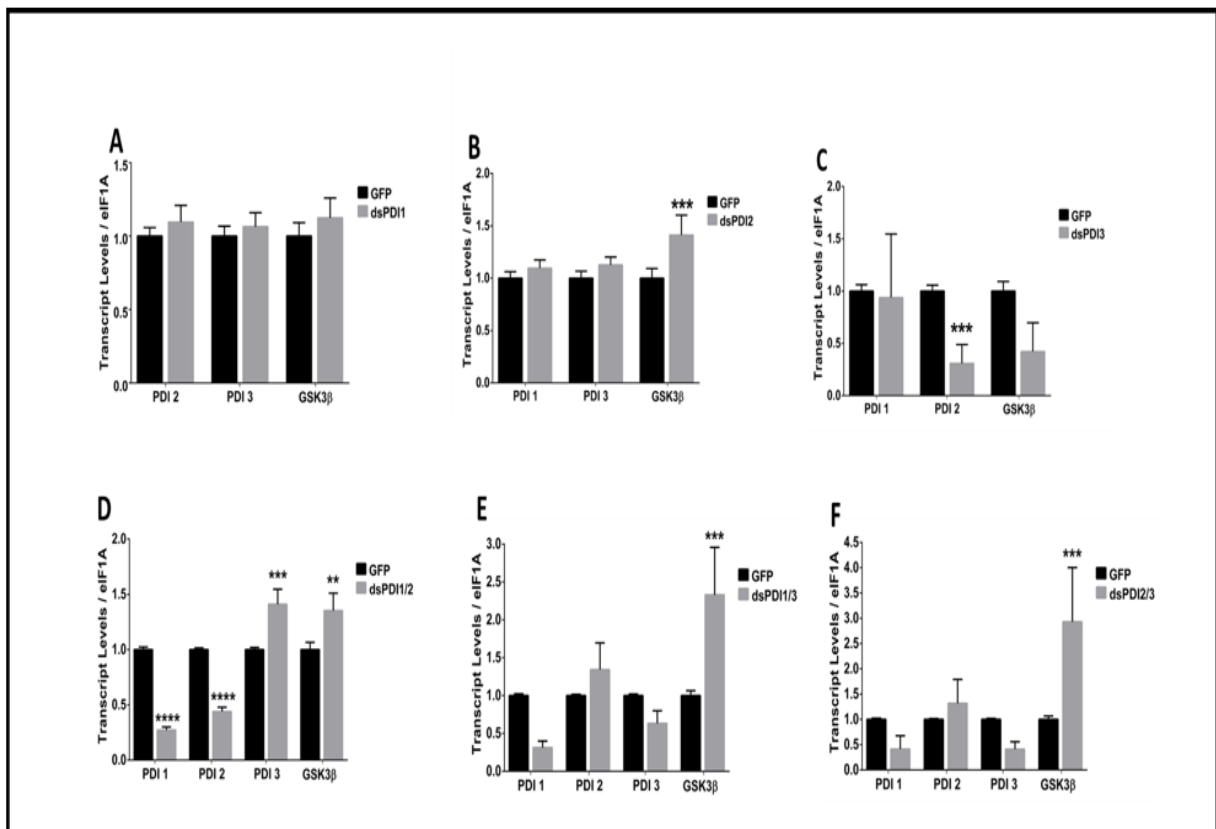 A
Transcript Levels / eIF1A
1.5
1.0
0.5
0.0
PDI 2 PDI 3 GSK3β
GFP
dsPDI1
B
Transcript Levels / eIF1A
2.0
1.5
1.0
0.5
0.0
***
PDI 1 PDI 3 GSK3β
GFP
dsPDI2
C
Transcript Levels / eIF1A
2.0
1.5
1.0
0.5
0.0
***
PDI 1 PDI 2 GSK3β
GFP
dsPDI3
D
Transcript Levels / eIF1A
2.0
1.5
1.0
0.5
0.0
**** **** *** **
PDI 1 PDI 2 PDI 3 GSK3β
GFP
dsPDI1/2
E
Transcript Levels / eIF1A
3.0
2.5
2.0
1.5
1.0
0.5
0.0
***
PDI 1 PDI 2 PDI 3 GSK3β
GFP
dsPDI1/3
F
Transcript Levels / eIF1A
4.5
4.0
3.5
3.0
2.5
2.0
1.5
1.0
0.5
0.0
***
PDI 1 PDI 2 PDI 3 GSK3β
GFP
dsPDI2/3